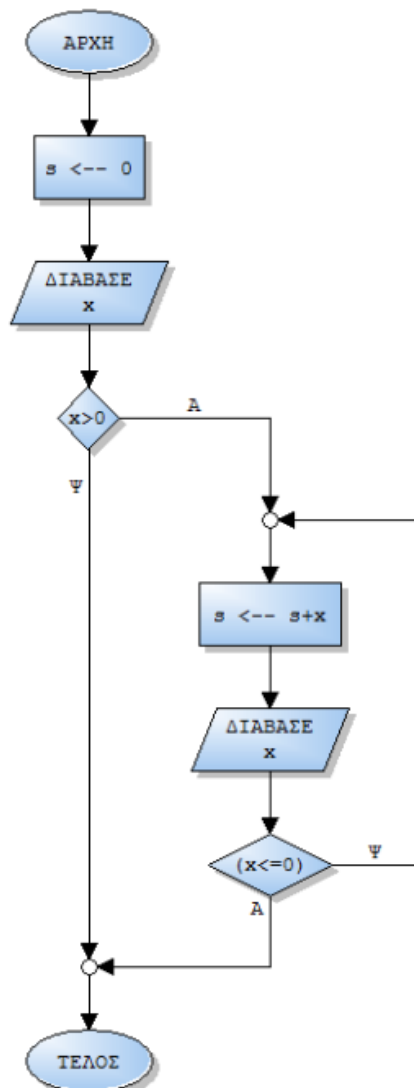 ΑΡΧΗ
s <-- 0
ΔΙΑΒΑΣΕ
x
x>0
Α
Ψ
s <-- s+x
ΔΙΑΒΑΣΕ
x
(x<=0)
Ψ
Α
ΤΕΛΟΣ